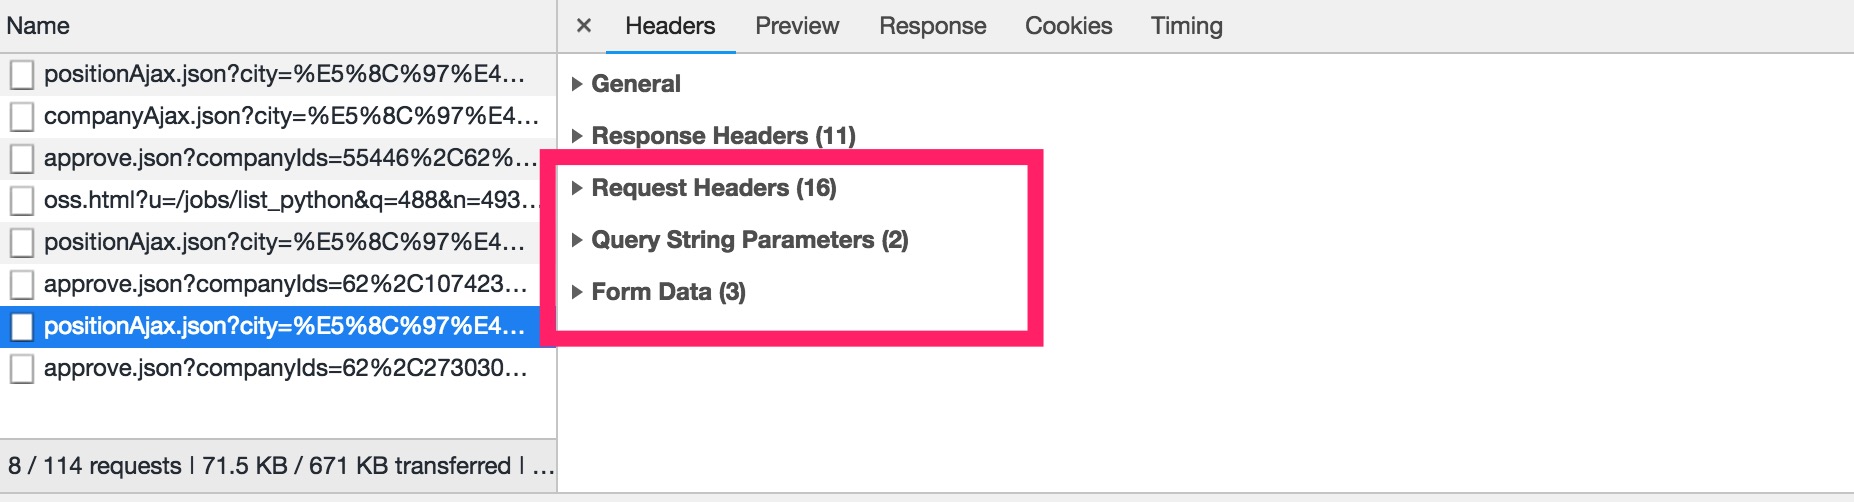 Name
positionAjax.json?city=%E5%8C%97%E4...
companyAjax.json?city=%E5%8C%97%E4...
approve.json?companyIds=55446%2C62%...
oss.html?u=/jobs/list_python&q=488&n=493...
positionAjax.json?city=%E5%8C%97%E4...
approve.json?companyIds=62%2C107423...
positionAjax.json?city=%E5%8C%97%E4...
approve.json?companyIds=62%2C273030...
8 / 114 requests | 71.5 KB / 671 KB transferred | ...
× Headers Preview Response Cookies Timing
General
Response Headers (11)
Request Headers (16)
Query String Parameters (2)
Form Data (3)